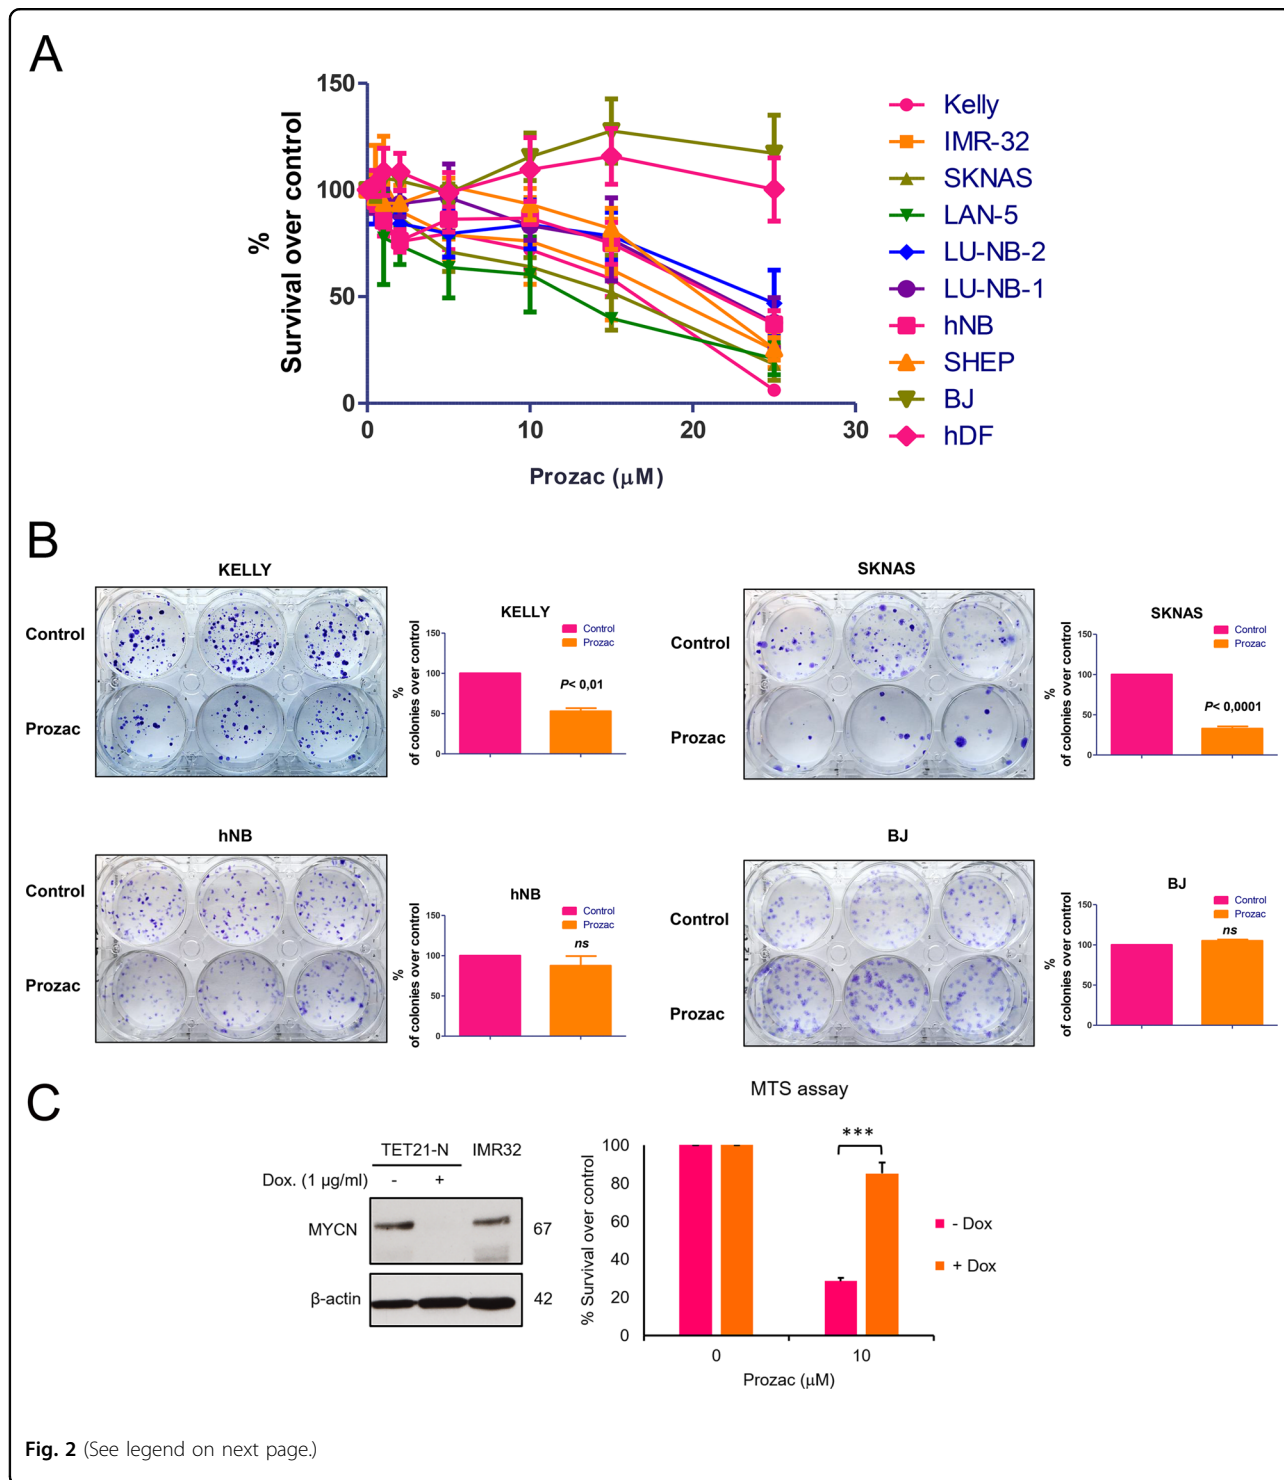 A
%
Survival over control
150
100
50
0
0
10
20
30
Prozac (μM)
Kelly
IMR-32
SKNAS
LAN-5
LU-NB-2
LU-NB-1
hNB
SHEP
BJ
hDF
B
KELLY
Control
Prozac
KELLY
Control
Prozac
%
of colonies over control
150
100
50
0
P< 0,01
SKNAS
Control
Prozac
SKNAS
Control
Prozac
%
of colonies over control
150
100
50
0
P< 0,0001
hNB
Control
Prozac
hNB
Control
Prozac
%
of colonies over control
150
100
50
0
ns
BJ
Control
Prozac
BJ
Control
Prozac
%
of colonies over control
150
100
50
0
ns
C
TET21-N IMR32
Dox. (1 μg/ml) - +
MYCN 67
β-actin 42
MTS assay
% Survival over control
100
80
60
40
20
0
***
0 10
Prozac (μM)
- Dox
+ Dox
Fig. 2 (See legend on next page.)